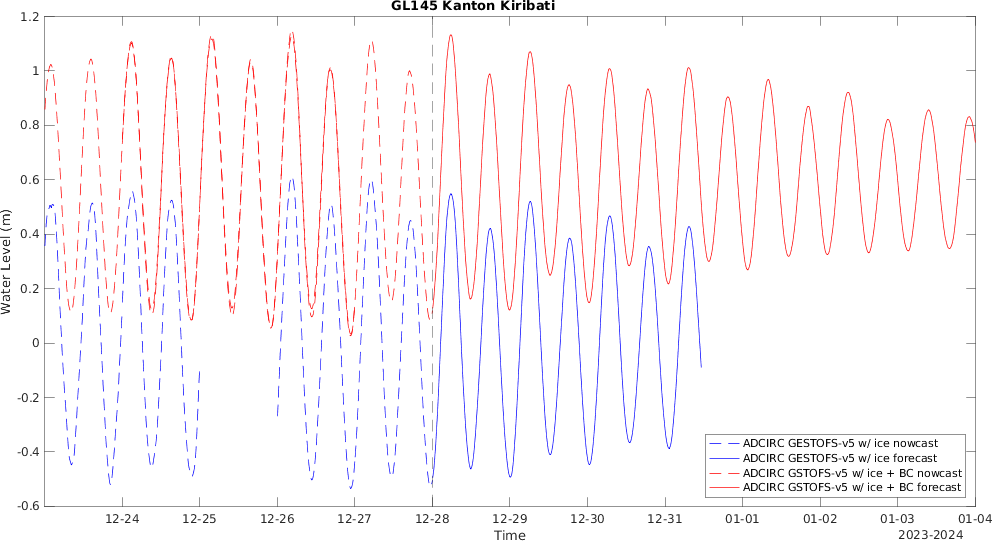 GL145 Kanton Kiribati
Water Level (m)
1.2
1
0.8
0.6
0.4
0.2
0
-0.2
-0.4
-0.6
ADCIRC GESTOFS-v5 w/ ice nowcast
ADCIRC GESTOFS-v5 w/ ice forecast
ADCIRC GSTOFS-v5 w/ ice + BC nowcast
ADCIRC GSTOFS-v5 w/ ice + BC forecast
12-24 12-25 12-26 12-27 12-28 12-29 12-30 12-31 01-01 01-02 01-03 01-04
Time
2023-2024